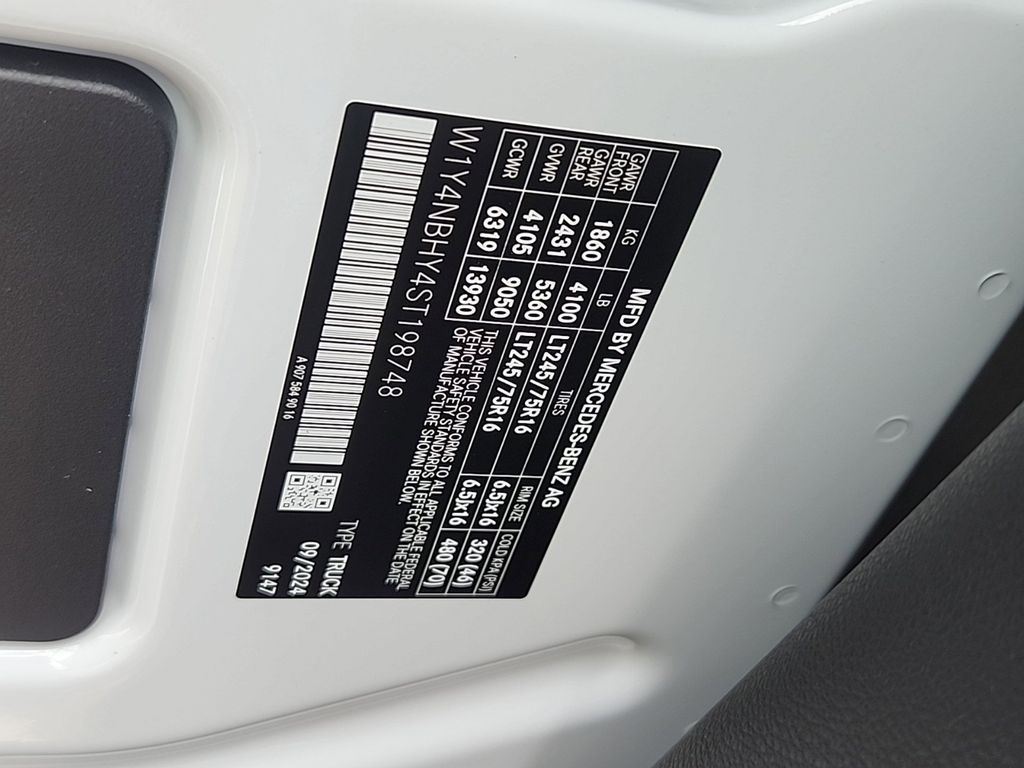 MFD BY MERCEDES-BENZ AG
KG LB TIRES RIM SIZE COLD KPA (PSI)
GAWR FRONT 1860 4100 LT245/75R16 6.5Jx16 320(46)
GAWR REAR 2431 5360 LT245/75R16 6.5Jx16 480(70)
GVWR 4105 9050
GCWR 6319 13930
THIS VEHICLE CONFORMS TO ALL APPLICABLE FEDERAL
VEHICLE SAFETY STANDARDS IN EFFECT ON THE DATE
OF MANUFACTURE SHOWN BELOW.
W1Y4NBHY4ST198748
TYPE TRUCK
09/2024
9147
A 907 584 90 16